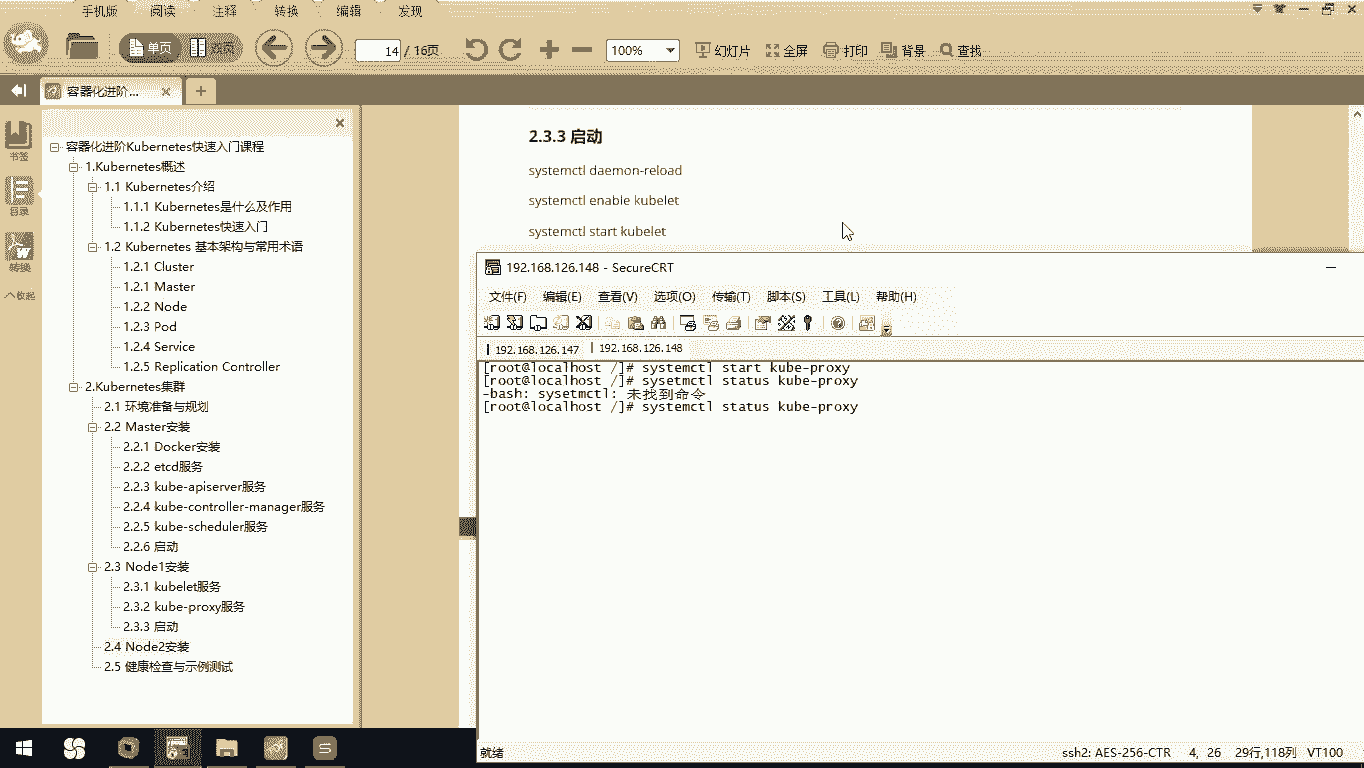 手机版 阅读 注释 转换 编辑 发现
单页 双页 14 / 16页 100% 幻灯片 全屏 打印 背景 查找
容器化进阶...
书签
目录
转换
收起
容器化进阶Kubernetes快速入门课程
1.Kubernetes概述
1.1 Kubernetes介绍
1.1.1 Kubernetes是什么及作用
1.1.2 Kubernetes快速入门
1.2 Kubernetes 基本架构与常用术语
1.2.1 Cluster
1.2.1 Master
1.2.2 Node
1.2.3 Pod
1.2.4 Service
1.2.5 Replication Controller
2.Kubernetes集群
2.1 环境准备与规划
2.2 Master安装
2.2.1 Docker安装
2.2.2 etcd服务
2.2.3 kube-apiserver服务
2.2.4 kube-controller-manager服务
2.2.5 kube-scheduler服务
2.2.6 启动
2.3 Node1安装
2.3.1 kubelet服务
2.3.2 kube-proxy服务
2.3.3 启动
2.4 Node2安装
2.5 健康检查与示例测试
2.3.3 启动
systemctl daemon-reload
systemctl enable kubelet
systemctl start kubelet
192.168.126.148 - SecureCRT
文件(F) 编辑(E) 查看(V) 选项(O) 传输(T) 脚本(S) 工具(L) 帮助(H)
192.168.126.147 192.168.126.148
[root@localhost /]# systemctl start kube-proxy
[root@localhost /]# sysetmctl status kube-proxy
-bash: sysetmctl: 未找到命令
[root@localhost /]# systemctl status kube-proxy
就绪 ssh2: AES-256-CTR 4, 26 29行,118列 VT100